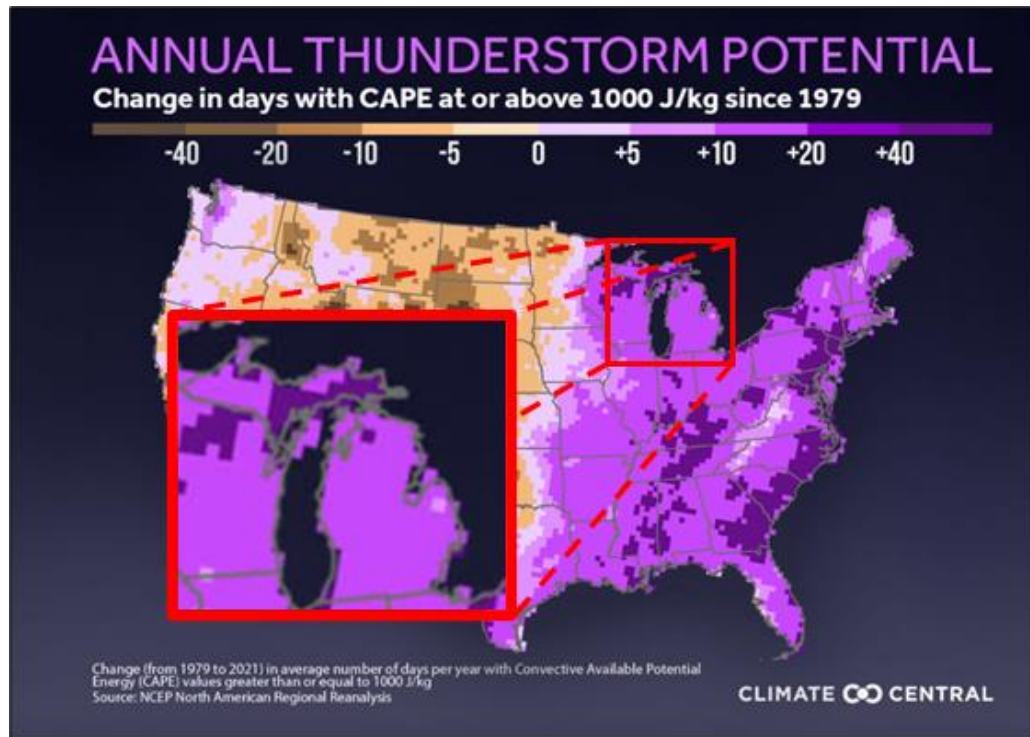 ANNUAL THUNDERSTORM POTENTIAL
Change in days with CAPE at or above 1000 J/kg since 1979
-40 -20 -10 -5 0 +5 +10 +20 +40
Change (from 1979 to 2021) in average number of days per year with Convective Available Potential
Energy (CAPE) values greater than or equal to 1000 J/kg
Source: NCEP North American Regional Reanalysis
CLIMATE CENTRAL